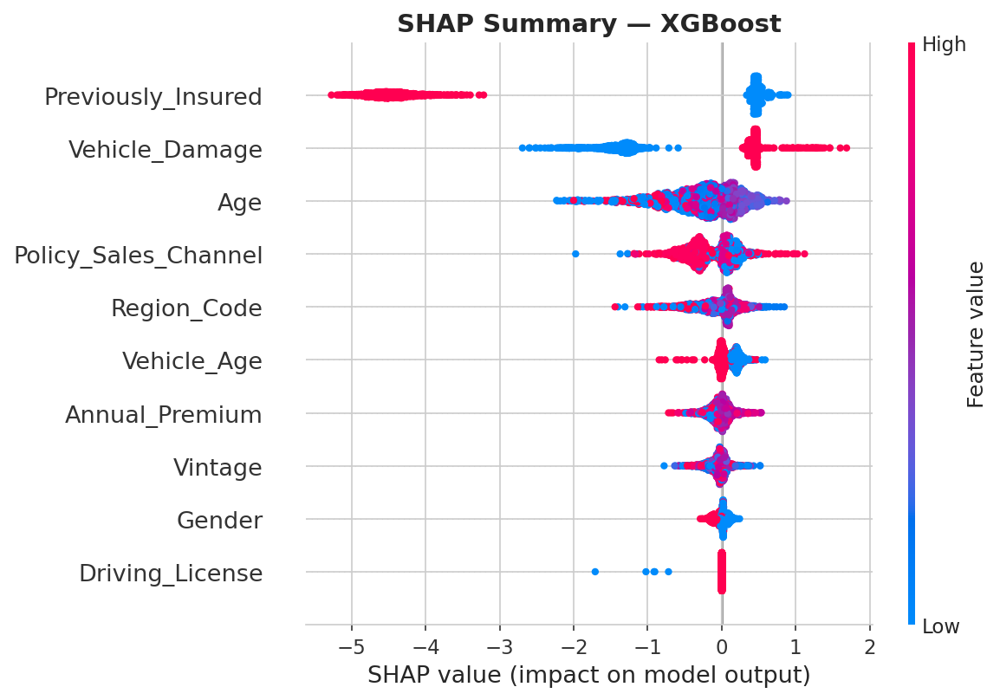 SHAP Summary — XGBoost
High
Previously_Insured
Vehicle_Damage
Age
Policy_Sales_Channel
Region_Code
Vehicle_Age
Annual_Premium
Vintage
Gender
Driving_License
Feature value
Low
−5 −4 −3 −2 −1 0 1 2
SHAP value (impact on model output)